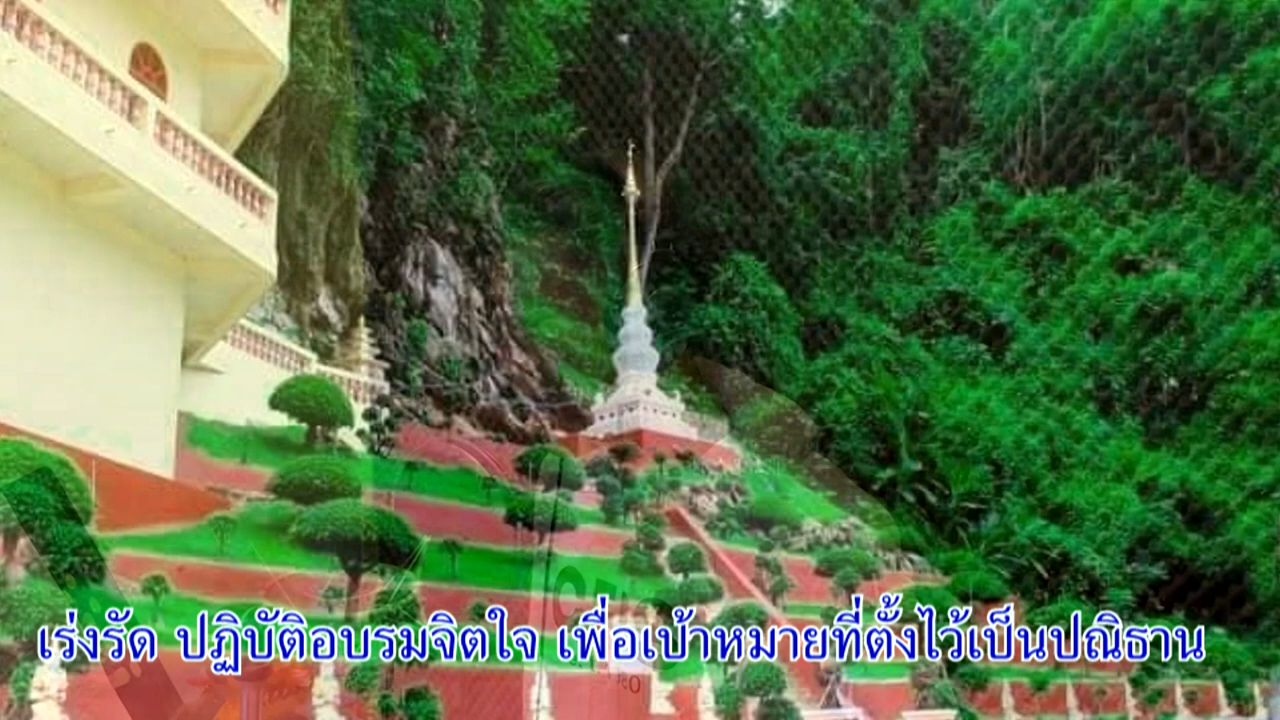 เร่งรัด ปฏิบัติอบรมจิตใจ เพื่อเป้าหมายที่ตั้งไว้เป็นปณิธาน